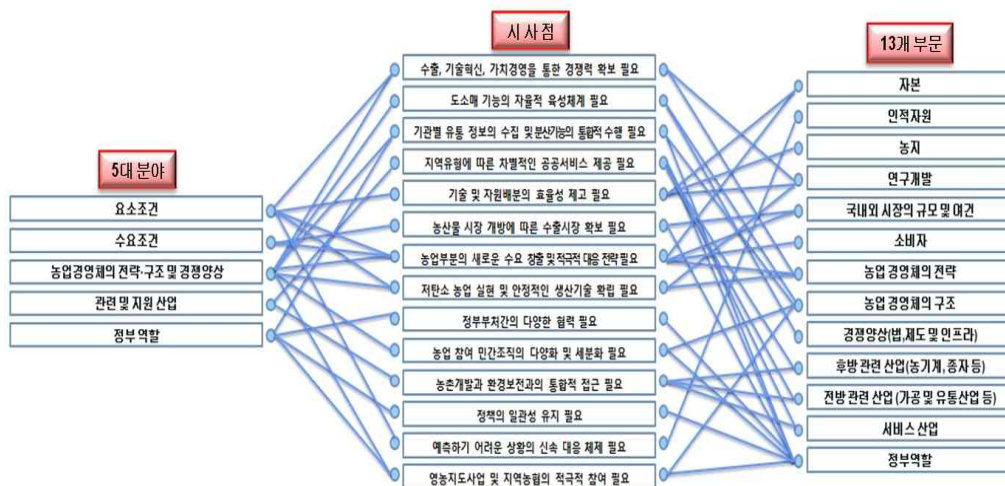 시사점
수출, 기술혁신, 가치경영을 통한 경쟁력 확보 필요
도소매 기능의 자율적 육성체계 필요
기관별 유통 정보의 수집 및 분산기능의 통합적 수행 필요
지역유형에 따른 차별적인 공공서비스 제공 필요
기술 및 자원배분의 효율성 제고 필요
농산물 시장 개방에 따른 수출시장 확보 필요
농업부분의 새로운 수요 창출 및 적극적 대응 전략 필요
저탄소 농업 실현 및 안정적인 생산기술 확립 필요
정부부처간의 다양한 협력 필요
농업 참여 민간조직의 다양화 및 세분화 필요
농촌개발과 환경보전과의 통합적 접근 필요
정책의 일관성 유지 필요
예측하기 어려운 상황의 신속 대응 체제 필요
영농지도사업 및 지역농협의 적극적 참여 필요
5대 분야
요소조건
수요조건
농업경영체의 전략·구조 및 경쟁양상
관련 및 지원 산업
정부 역할
13개 부문
자본
인적자원
농지
연구개발
국내외 시장의 규모 및 여건
소비자
농업 경영체의 전략
농업 경영체의 구조
경쟁양상(법,제도 및 인프라)
후방 관련 산업(농기계, 종자 등)
전방 관련 산업 (가공 및 유통산업 등)
서비스 산업
정부역할